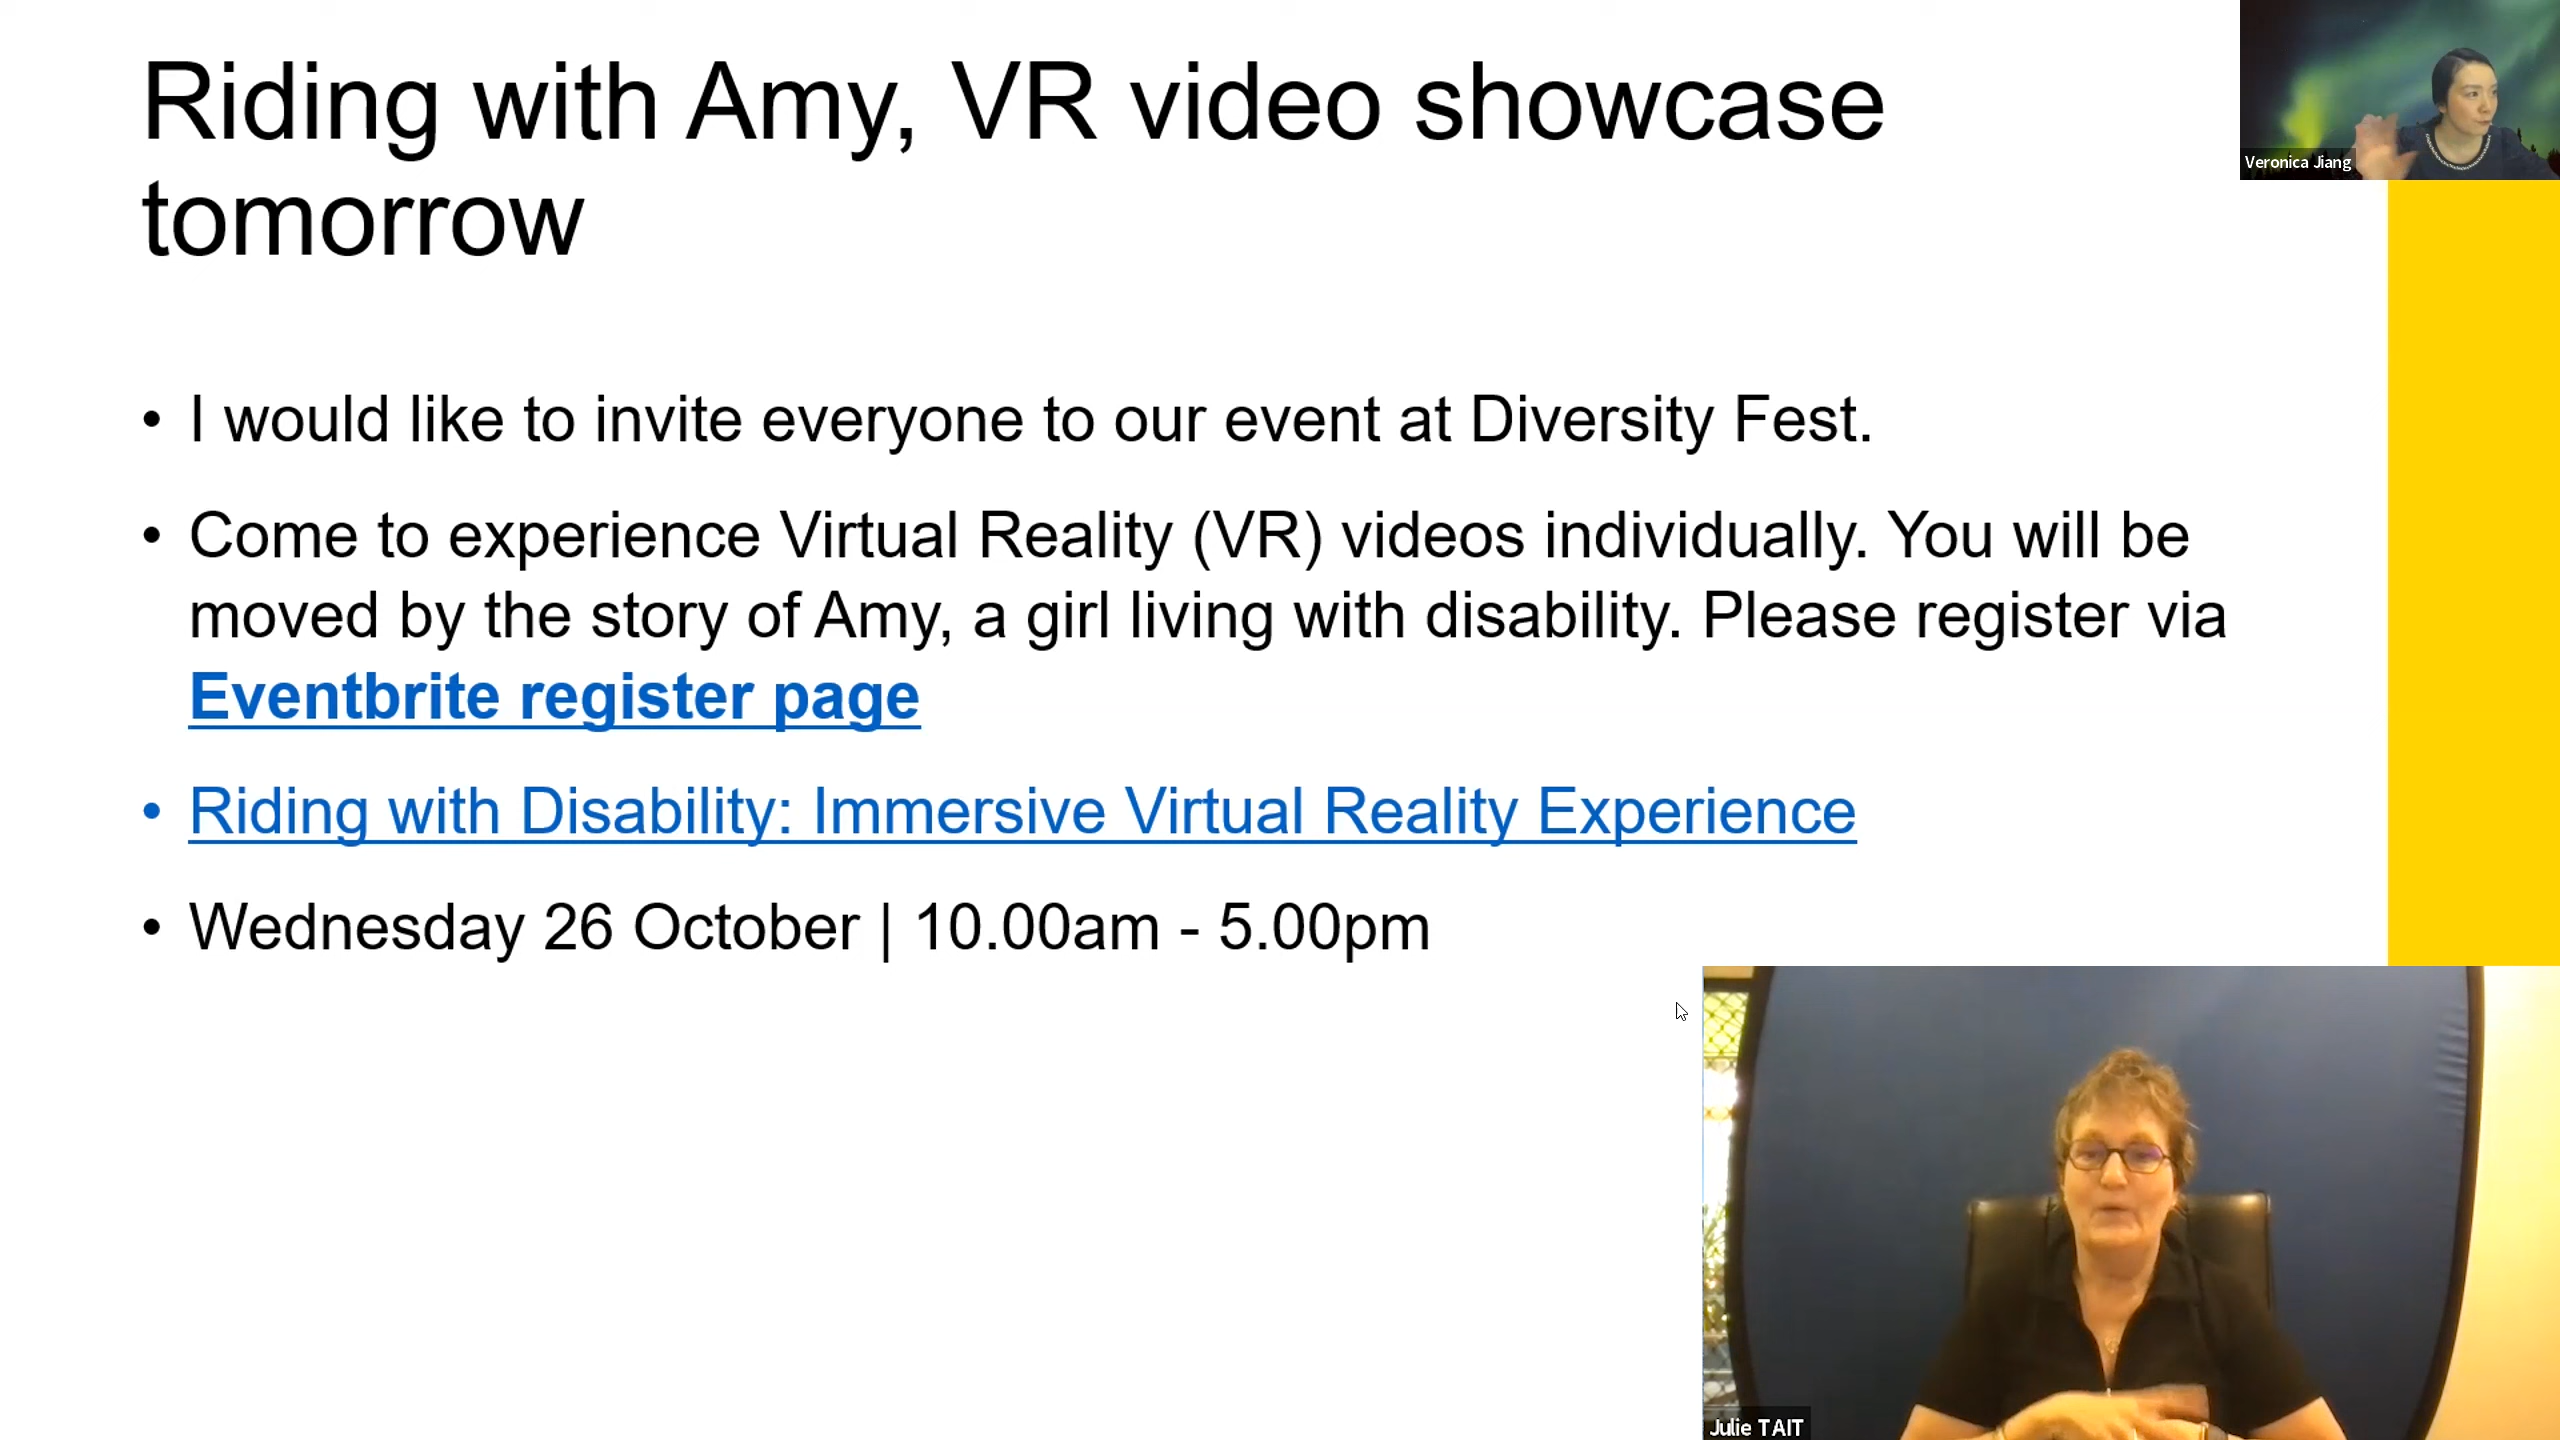 Riding with Amy, VR video showcase
tomorrow
• I would like to invite everyone to our event at Diversity Fest.
• Come to experience Virtual Reality (VR) videos individually. You will be
moved by the story of Amy, a girl living with disability. Please register via
Eventbrite register page
• Riding with Disability: Immersive Virtual Reality Experience
• Wednesday 26 October | 10.00am - 5.00pm
Veronica Jiang
Julie TAIT